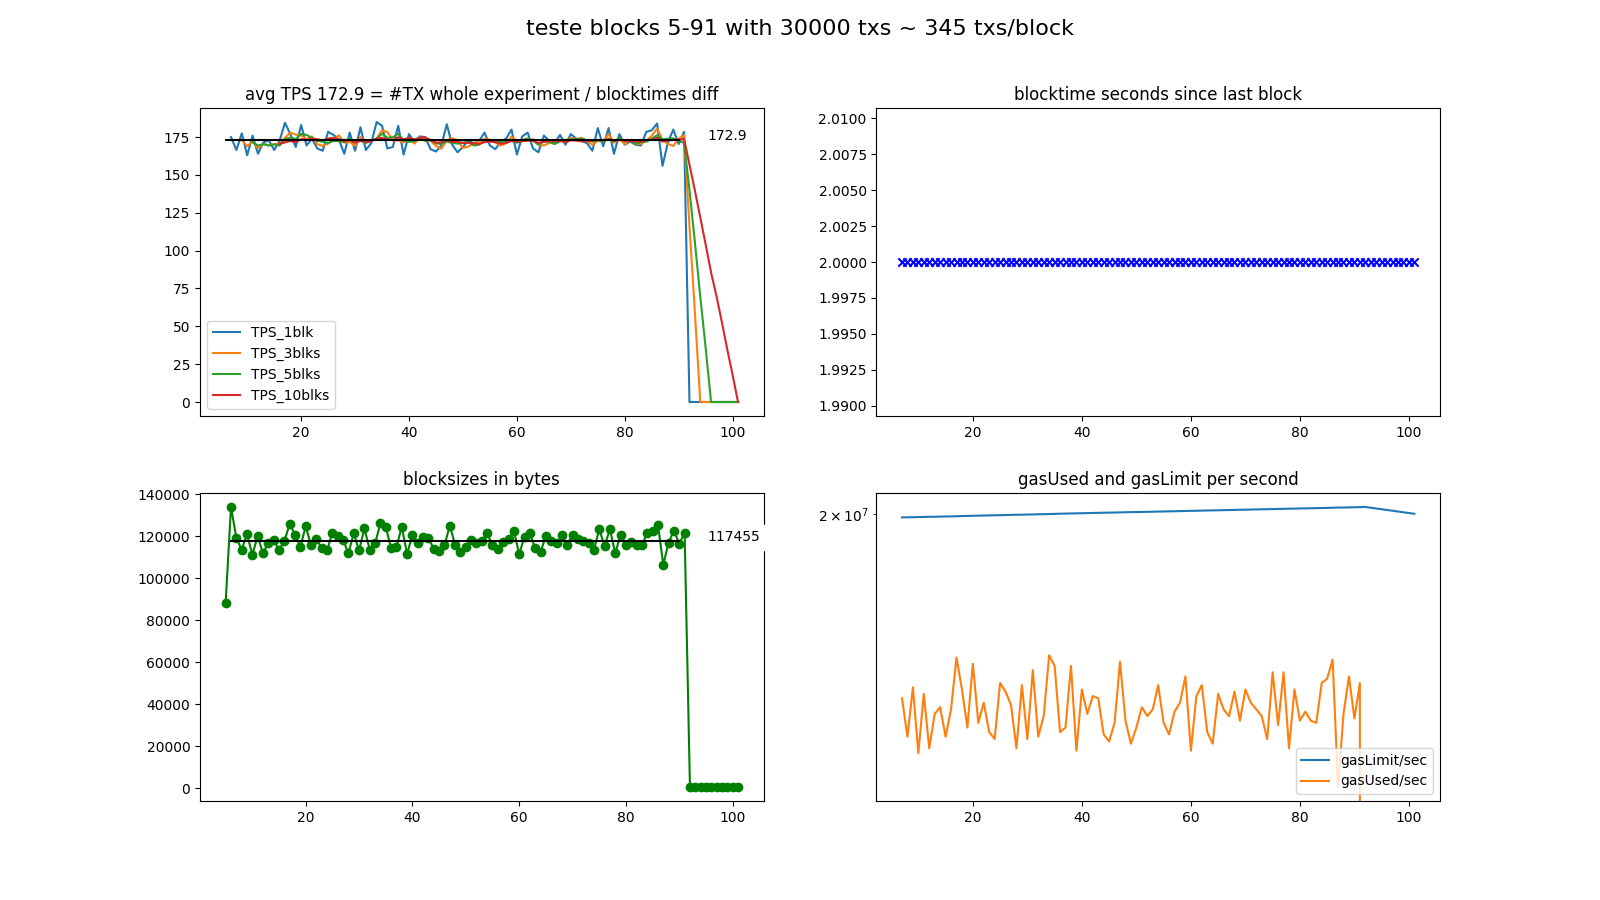 teste blocks 5-91 with 30000 txs ~ 345 txs/block
avg TPS 172.9 = #TX whole experiment / blocktimes diff
175
150
125
100
75
50
25
0
172.9
TPS_1blk
TPS_3blks
TPS_5blks
TPS_10blks
20 40 60 80 100
blocktime seconds since last block
2.0100
2.0075
2.0050
2.0025
2.0000
1.9975
1.9950
1.9925
1.9900
20 40 60 80 100
blocksizes in bytes
140000
120000
100000
80000
60000
40000
20000
0
117455
20 40 60 80 100
gasUsed and gasLimit per second
2 × 10⁷
gasLimit/sec
gasUsed/sec
20 40 60 80 100